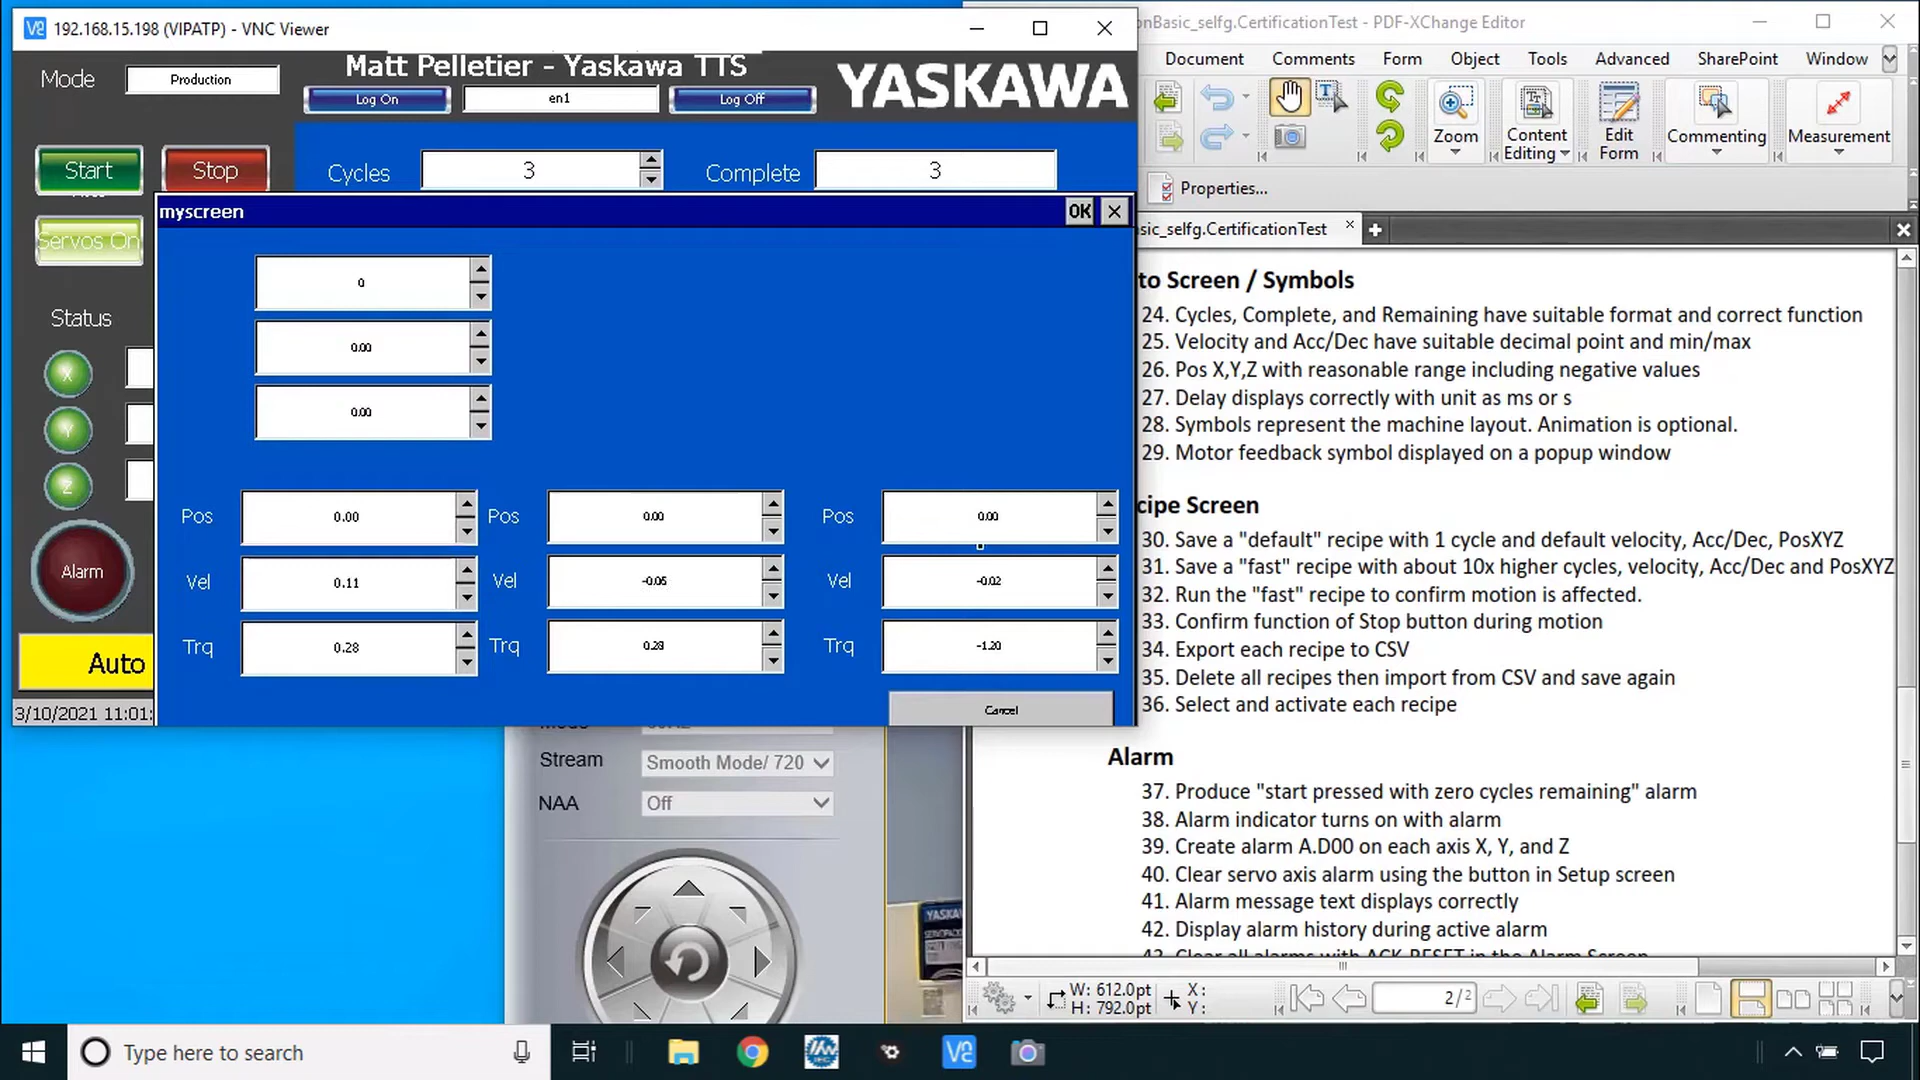 192.168.15.198 (VIPATP) - VNC Viewer
Mode
Production
Matt Pelletier - Yaskawa TTS
Log On
en1
Log Off
YASKAWA
Start
Stop
Cycles
3
Complete
3
Servos On
myscreen
OK
Status
0
0.00
0.00
X
Y
Z
Pos
0.00
Pos
0.00
Pos
0.00
Vel
0.11
Vel
-0.05
Vel
-0.02
Trq
0.28
Trq
0.28
Trq
-1.20
Alarm
Auto
Cancel
3/10/2021 11:01:
Stream
Smooth Mode/ 720
NAA
Off
YASKAWA
onBasic_selfg.CertificationTest - PDF-XChange Editor
Document
Comments
Form
Object
Tools
Advanced
SharePoint
Window
Zoom
Content Editing
Edit Form
Commenting
Measurement
Properties...
sic_selfg.CertificationTest
to Screen / Symbols
24. Cycles, Complete, and Remaining have suitable format and correct function
25. Velocity and Acc/Dec have suitable decimal point and min/max
26. Pos X,Y,Z with reasonable range including negative values
27. Delay displays correctly with unit as ms or s
28. Symbols represent the machine layout. Animation is optional.
29. Motor feedback symbol displayed on a popup window
cipe Screen
30. Save a "default" recipe with 1 cycle and default velocity, Acc/Dec, PosXYZ
31. Save a "fast" recipe with about 10x higher cycles, velocity, Acc/Dec and PosXYZ
32. Run the "fast" recipe to confirm motion is affected.
33. Confirm function of Stop button during motion
34. Export each recipe to CSV
35. Delete all recipes then import from CSV and save again
36. Select and activate each recipe
Alarm
37. Produce "start pressed with zero cycles remaining" alarm
38. Alarm indicator turns on with alarm
39. Create alarm A.D00 on each axis X, Y, and Z
40. Clear servo axis alarm using the button in Setup screen
41. Alarm message text displays correctly
42. Display alarm history during active alarm
43. Clear all alarms with ACK RESET in the Alarm Screen
W: 612.0pt
H: 792.0pt
X:
Y:
2/2
Type here to search